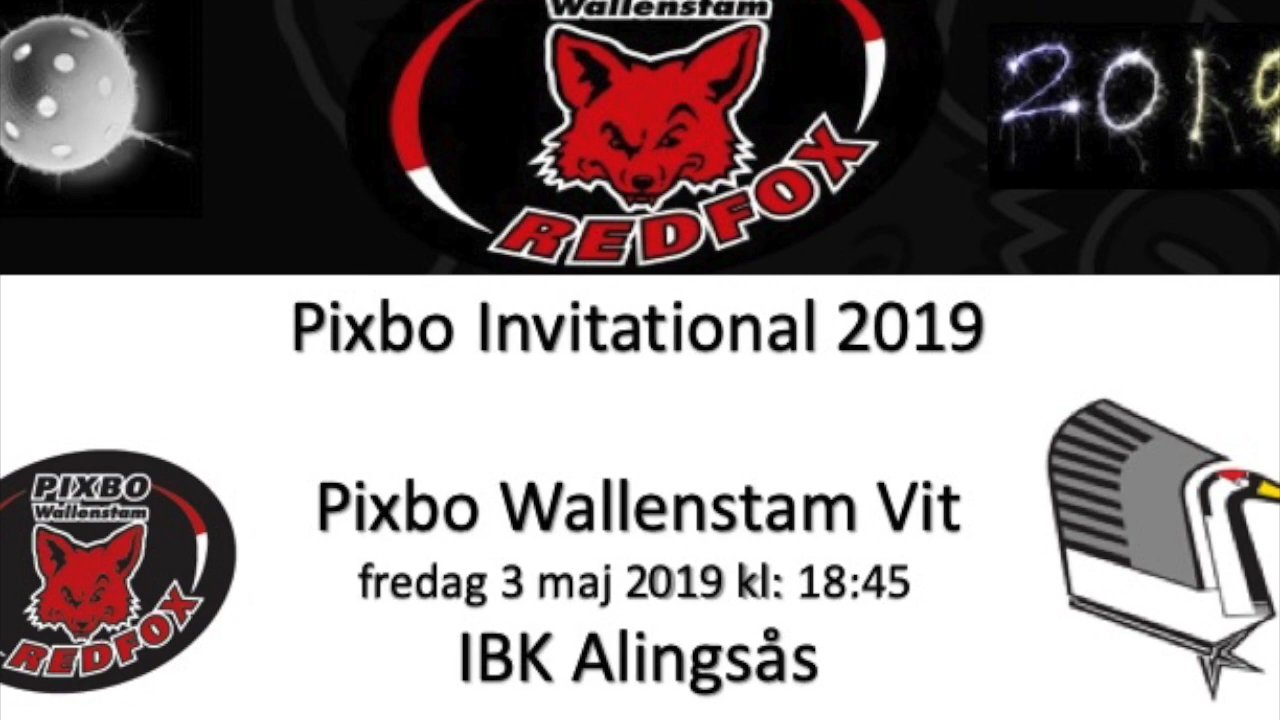 Wallenstam
REDFOX
2019
Pixbo Invitational 2019
PIXBO
Wallenstam
REDFOX
Pixbo Wallenstam Vit
fredag 3 maj 2019 kl: 18:45
IBK Alingsås